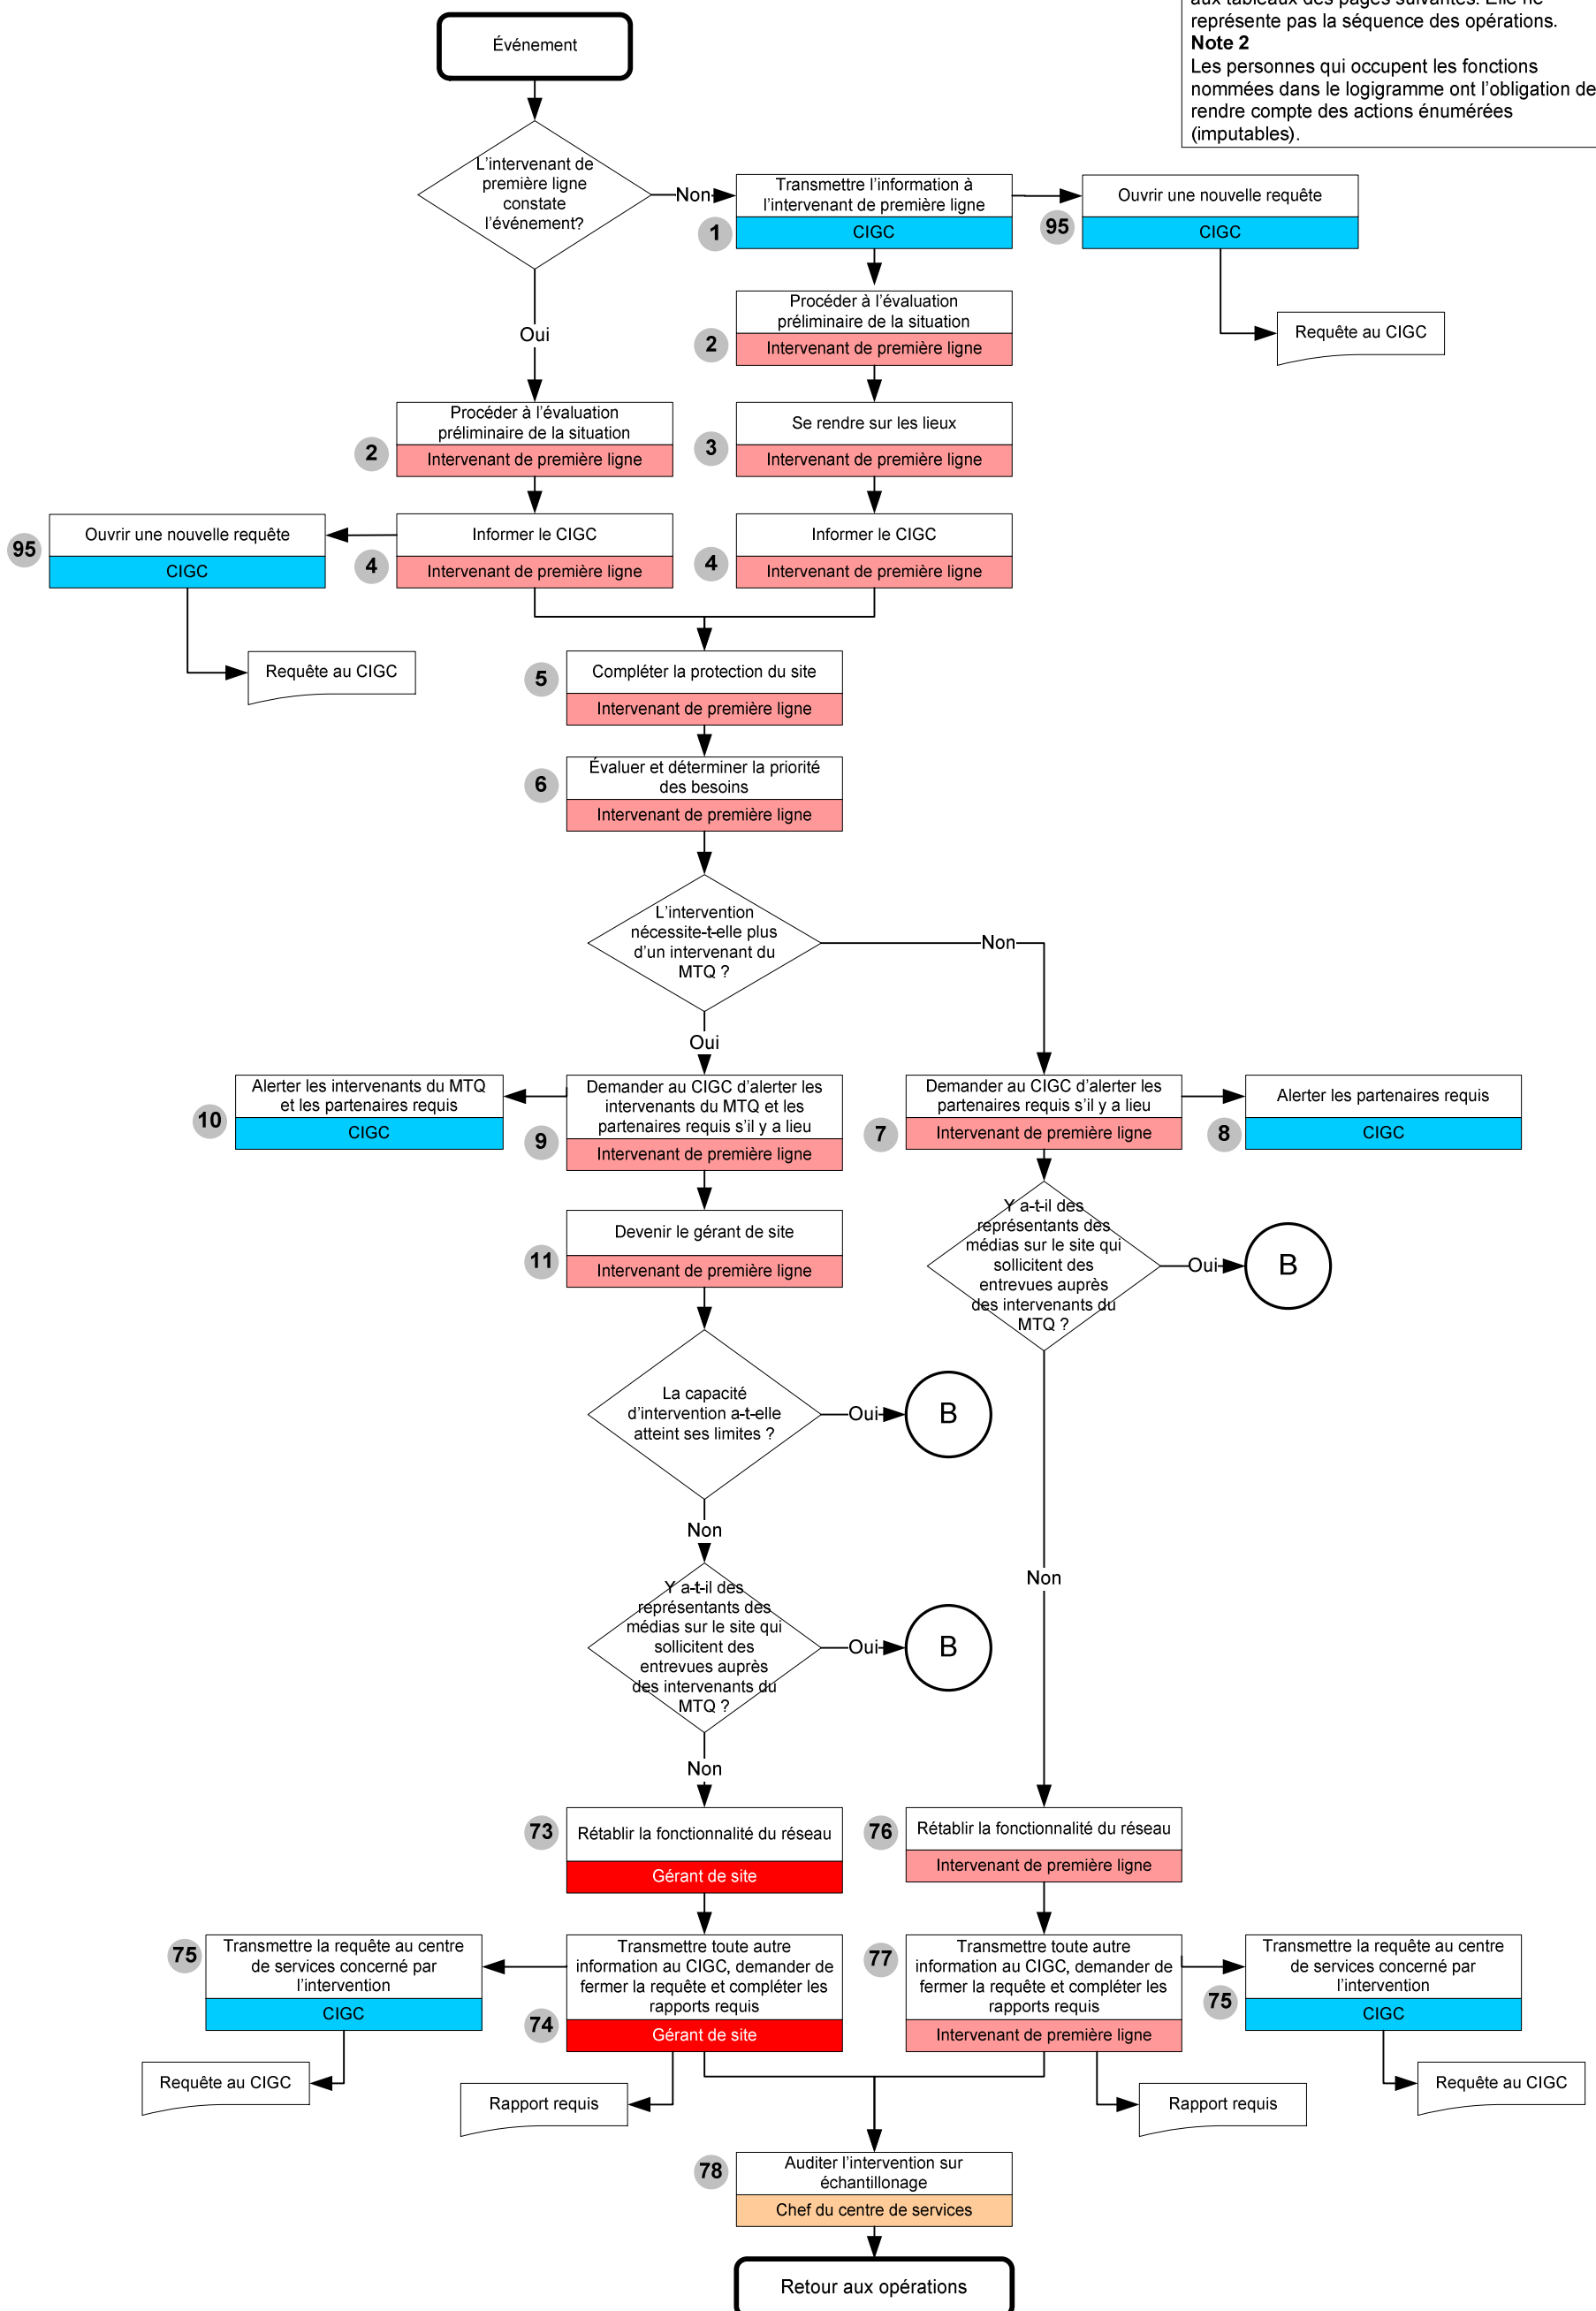 aux tableaux des pages suivantes. Elle ne
représente pas la séquence des opérations.
Note 2
Les personnes qui occupent les fonctions
nommées dans le logigramme ont l'obligation de
rendre compte des actions énumérées
(imputables).
Événement
L'intervenant de
première ligne
constate
l'événement?
Non
Transmettre l'information à
l'intervenant de première ligne
1
CIGC
Ouvrir une nouvelle requête
95
CIGC
Requête au CIGC
Procéder à l'évaluation
préliminaire de la situation
2
Intervenant de première ligne
Oui
Procéder à l'évaluation
préliminaire de la situation
2
Intervenant de première ligne
Se rendre sur les lieux
3
Intervenant de première ligne
Ouvrir une nouvelle requête
95
CIGC
Requête au CIGC
Informer le CIGC
4
Intervenant de première ligne
Informer le CIGC
4
Intervenant de première ligne
Compléter la protection du site
5
Intervenant de première ligne
Évaluer et déterminer la priorité
des besoins
6
Intervenant de première ligne
L'intervention
nécessite-t-elle plus
d'un intervenant du
MTQ ?
Non
Oui
Alerter les intervenants du MTQ
et les partenaires requis
10
CIGC
Demander au CIGC d'alerter les
intervenants du MTQ et les
partenaires requis s'il y a lieu
9
Intervenant de première ligne
Demander au CIGC d'alerter les
partenaires requis s'il y a lieu
7
Intervenant de première ligne
Alerter les partenaires requis
8
CIGC
Devenir le gérant de site
11
Intervenant de première ligne
Y a-t-il des
représentants des
médias sur le site qui
sollicitent des
entrevues auprès
des intervenants du
MTQ ?
Oui
B
La capacité
d'intervention a-t-elle
atteint ses limites ?
Oui
B
Non
Non
Y a-t-il des
représentants des
médias sur le site qui
sollicitent des
entrevues auprès
des intervenants du
MTQ ?
Oui
B
Non
73
Rétablir la fonctionnalité du réseau
Gérant de site
76
Rétablir la fonctionnalité du réseau
Intervenant de première ligne
75
Transmettre la requête au centre
de services concerné par
l'intervention
CIGC
Requête au CIGC
Transmettre toute autre
information au CIGC, demander de
fermer la requête et compléter les
rapports requis
74
Gérant de site
Rapport requis
77
Transmettre toute autre
information au CIGC, demander de
fermer la requête et compléter les
rapports requis
Intervenant de première ligne
Rapport requis
Transmettre la requête au centre
de services concerné par
l'intervention
75
CIGC
Requête au CIGC
78
Auditer l'intervention sur
échantillonage
Chef du centre de services
Retour aux opérations